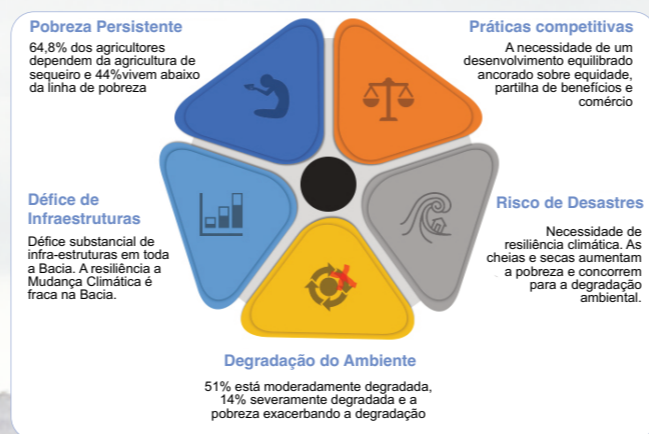 Pobreza Persistente
64,8% dos agricultores
dependem da agricultura de
sequeiro e 44%vivem abaixo
da linha de pobreza
Práticas competitivas
A necessidade de um
desenvolvimento equilibrado
ancorado sobre equidade,
partilha de benefícios e
comércio
Défice de
Infraestruturas
Défice substancial de
infra-estruturas em toda
a Bacia. A resiliência a
Mudança Climática é
fraca na Bacia.
Risco de Desastres
Necessidade de
resiliência climática. As
cheias e secas aumentam
a pobreza e concorrem
para a degradação
ambiental.
Degradação do Ambiente
51% está moderadamente degradada,
14% severamente degradada e a
pobreza exacerbando a degradação